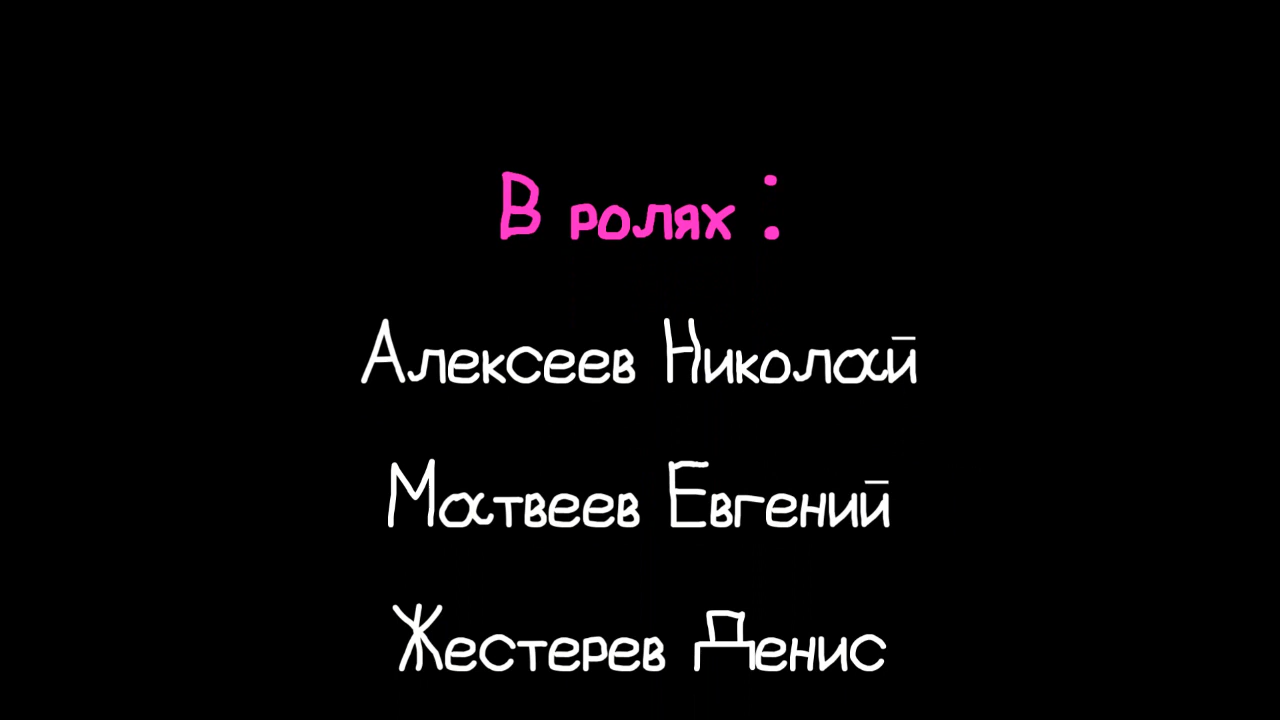 В ролях :
Алексеев Николай
Матвеев Евгений
Жестерев Денис